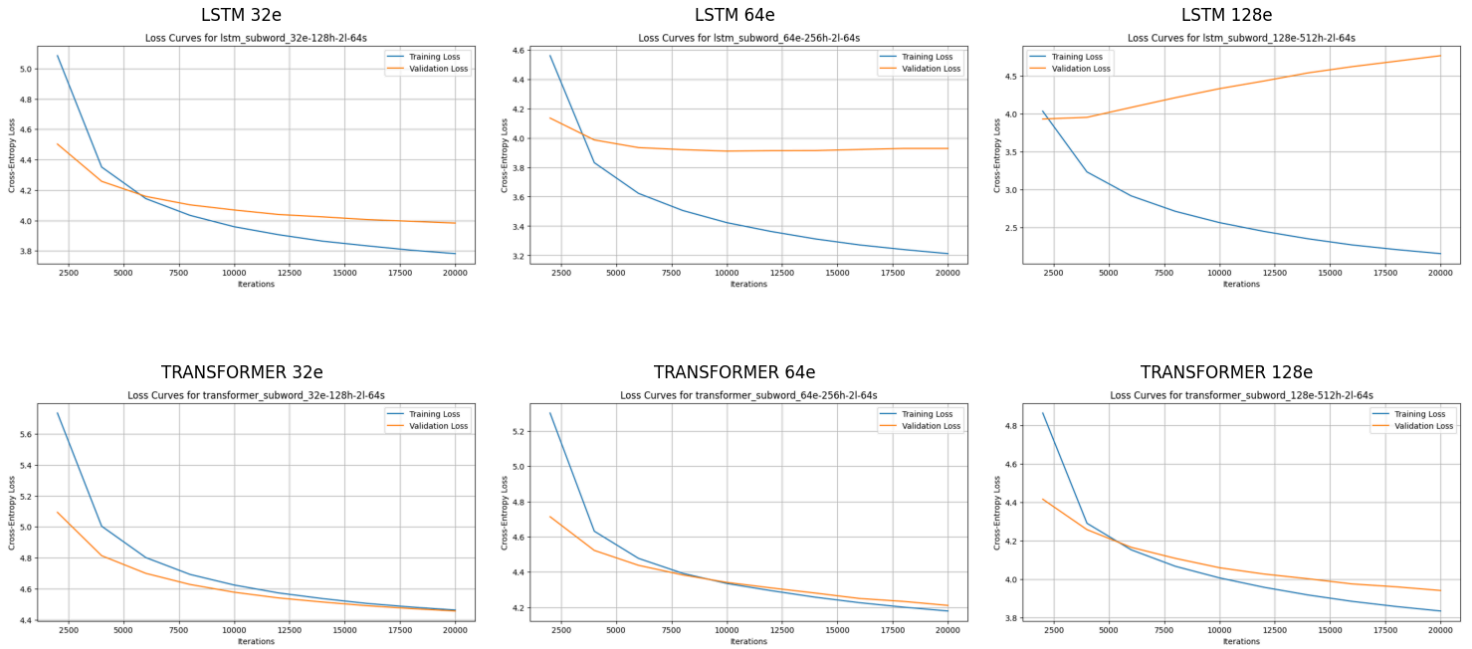 LSTM 32e
Loss Curves for lstm_subword_32e-128h-2l-64s
Training Loss
Validation Loss
Cross-Entropy Loss
5.0
4.8
4.6
4.4
4.2
4.0
3.8
2500 5000 7500 10000 12500 15000 17500 20000
Iterations
LSTM 64e
Loss Curves for lstm_subword_64e-256h-2l-64s
Training Loss
Validation Loss
Cross-Entropy Loss
4.6
4.4
4.2
4.0
3.8
3.6
3.4
3.2
2500 5000 7500 10000 12500 15000 17500 20000
Iterations
LSTM 128e
Loss Curves for lstm_subword_128e-512h-2l-64s
Training Loss
Validation Loss
Cross-Entropy Loss
4.5
4.0
3.5
3.0
2.5
2500 5000 7500 10000 12500 15000 17500 20000
Iterations
TRANSFORMER 32e
Loss Curves for transformer_subword_32e-128h-2l-64s
Training Loss
Validation Loss
Cross-Entropy Loss
5.6
5.4
5.2
5.0
4.8
4.6
4.4
2500 5000 7500 10000 12500 15000 17500 20000
Iterations
TRANSFORMER 64e
Loss Curves for transformer_subword_64e-256h-2l-64s
Training Loss
Validation Loss
Cross-Entropy Loss
5.2
5.0
4.8
4.6
4.4
4.2
2500 5000 7500 10000 12500 15000 17500 20000
Iterations
TRANSFORMER 128e
Loss Curves for transformer_subword_128e-512h-2l-64s
Training Loss
Validation Loss
Cross-Entropy Loss
4.8
4.6
4.4
4.2
4.0
3.8
2500 5000 7500 10000 12500 15000 17500 20000
Iterations